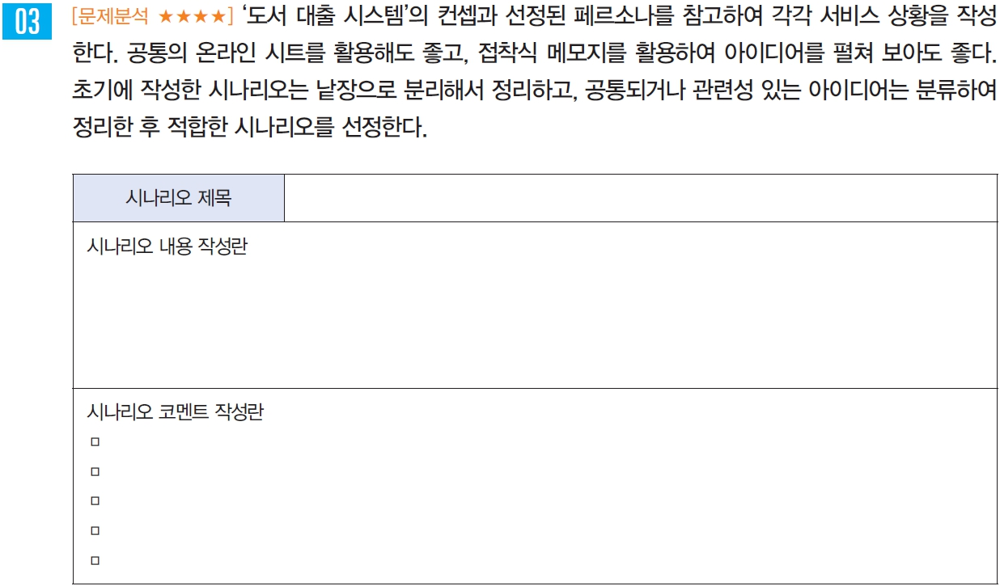 03 [문제분석 ★★★★] ‘도서 대출 시스템’의 컨셉과 선정된 페르소나를 참고하여 각각 서비스 상황을 작성
한다. 공통의 온라인 시트를 활용해도 좋고, 접착식 메모지를 활용하여 아이디어를 펼쳐 보아도 좋다.
초기에 작성한 시나리오는 낱장으로 분리해서 정리하고, 공통되거나 관련성 있는 아이디어는 분류하여
정리한 후 적합한 시나리오를 선정한다.
시나리오 제목
시나리오 내용 작성란
시나리오 코멘트 작성란